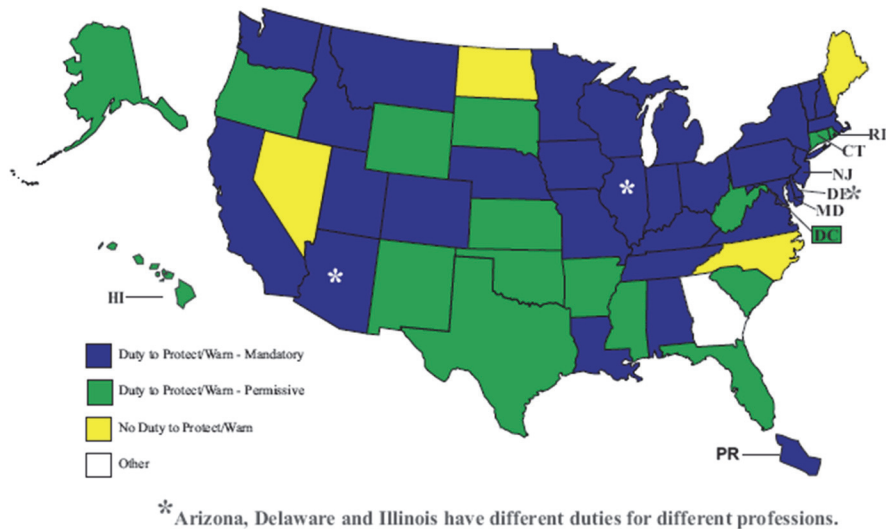 RI
CT
NJ
*
DE*
MD
DC
*
HI
Duty to Protect/Warn - Mandatory
Duty to Protect/Warn - Permissive
No Duty to Protect/Warn
Other
PR
*Arizona, Delaware and Illinois have different duties for different professions.